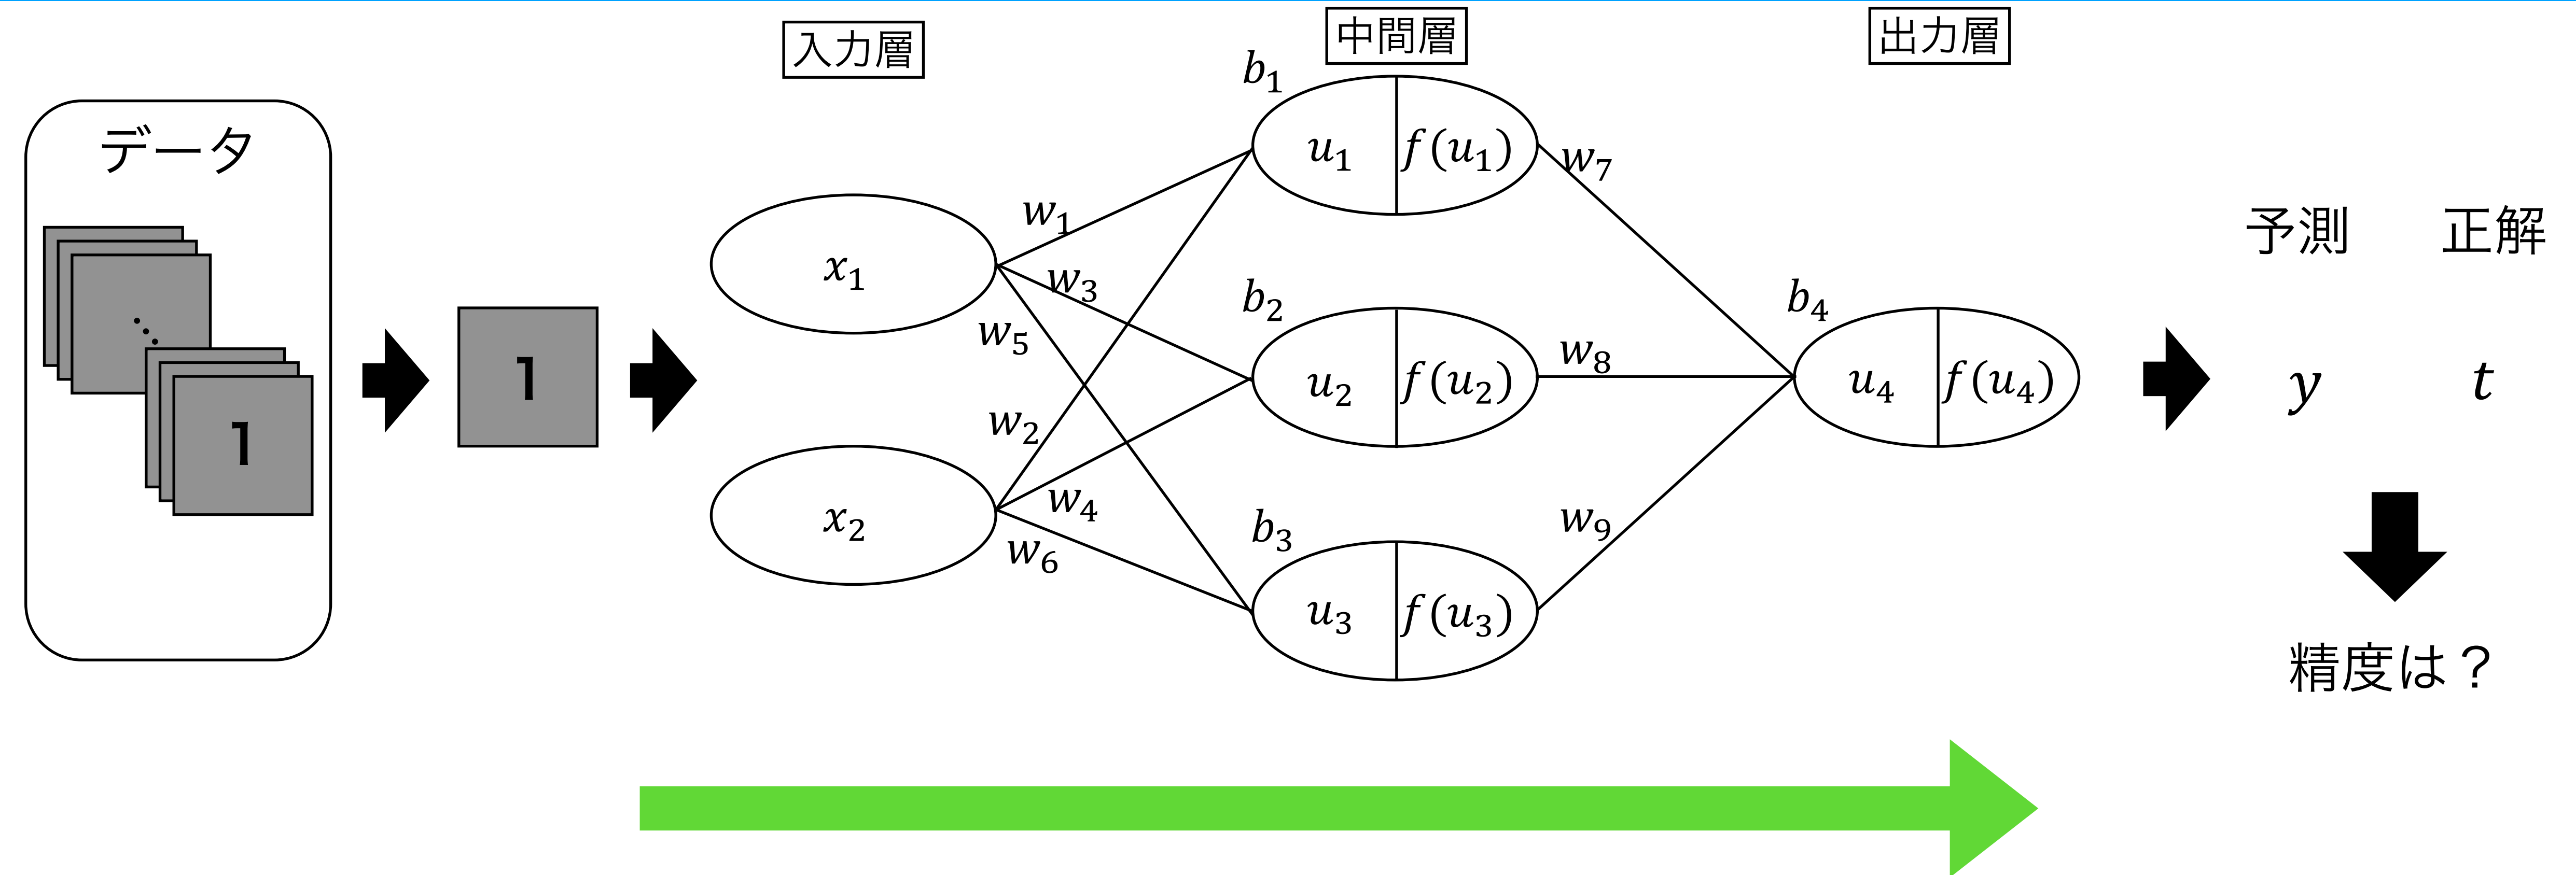 データ
1
1
入力層
x₁
x₂
w₁
w₃
w₅
w₂
w₄
w₆
中間層
b₁
u₁ f(u₁)
b₂
u₂ f(u₂)
b₃
u₃ f(u₃)
w₇
w₈
w₉
出力層
b₄
u₄ f(u₄)
予測 正解
y t
精度は？